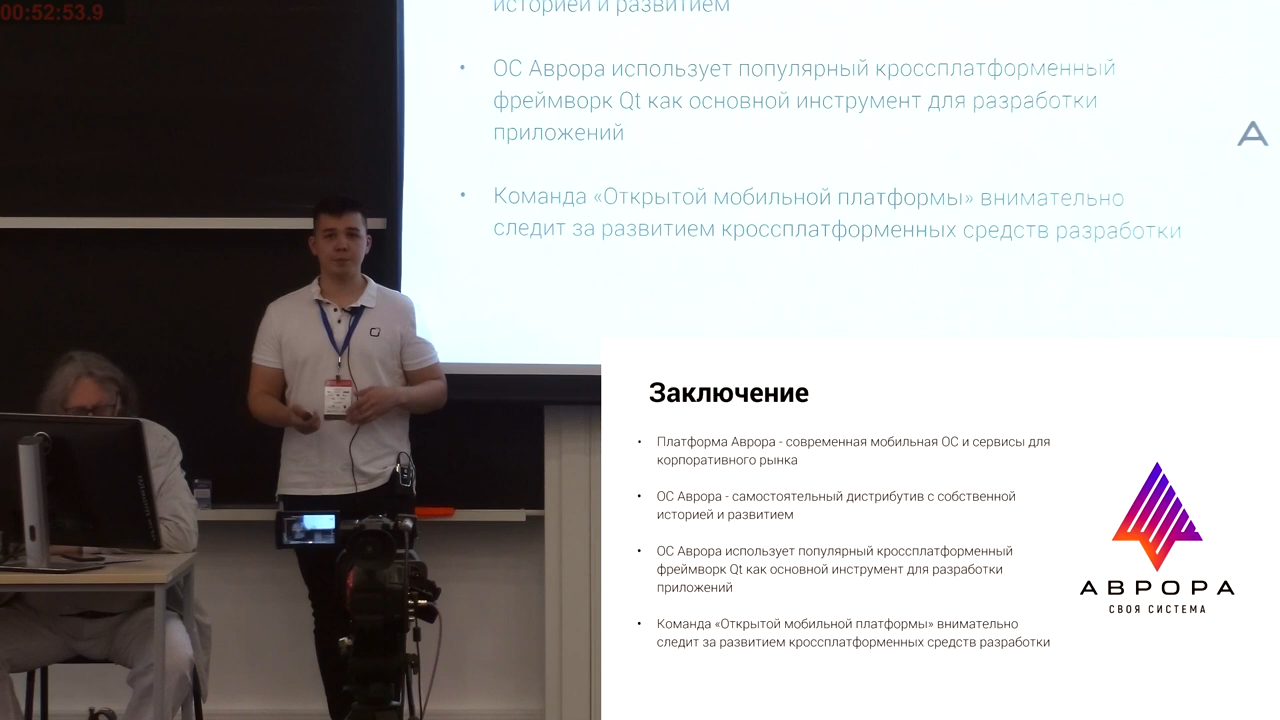 00:52:53.9
историей и развитием
• ОС Аврора использует популярный кроссплатформенный
фреймворк Qt как основной инструмент для разработки
приложений
• Команда «Открытой мобильной платформы» внимательно
следит за развитием кроссплатформенных средств разработки
А
Заключение
• Платформа Аврора - современная мобильная ОС и сервисы для
корпоративного рынка
• ОС Аврора - самостоятельный дистрибутив с собственной
историей и развитием
• ОС Аврора использует популярный кроссплатформенный
фреймворк Qt как основной инструмент для разработки
приложений
• Команда «Открытой мобильной платформы» внимательно
следит за развитием кроссплатформенных средств разработки
АВРОРА
СВОЯ СИСТЕМА